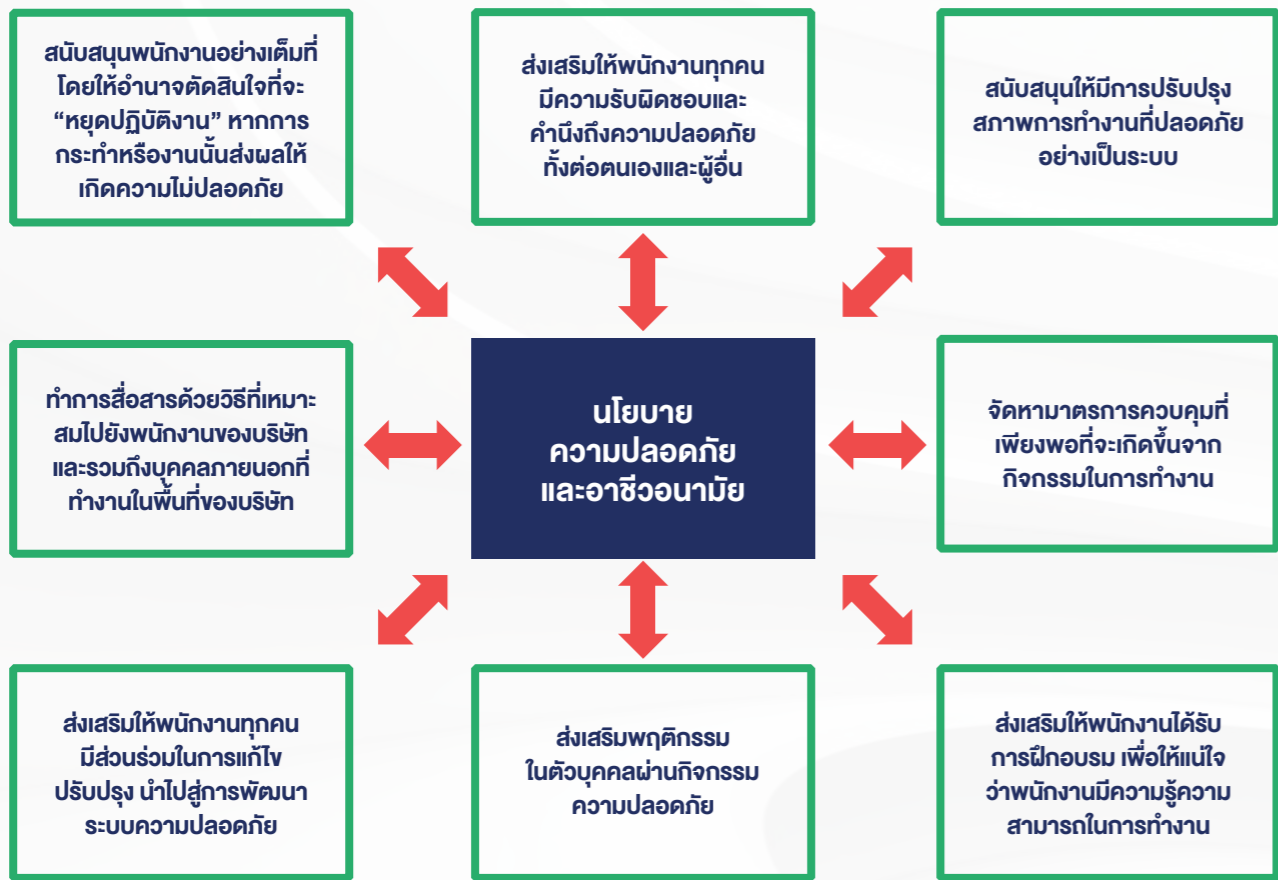 สนับสนุนพนักงานอย่างเต็มที่
โดยให้อำนาจตัดสินใจที่จะ
“หยุดปฏิบัติงาน” หากการ
กระทำหรืองานนั้นส่งผลให้
เกิดความไม่ปลอดภัย
ส่งเสริมให้พนักงานทุกคน
มีความรับผิดชอบและ
คำนึงถึงความปลอดภัย
ทั้งต่อตนเองและผู้อื่น
สนับสนุนให้มีการปรับปรุง
สภาพการทำงานที่ปลอดภัย
อย่างเป็นระบบ
ทำการสื่อสารด้วยวิธีที่เหมาะ
สมไปยังพนักงานของบริษัท
และรวมถึงบุคคลภายนอกที่
ทำงานในพื้นที่ของบริษัท
นโยบาย
ความปลอดภัย
และอาชีวอนามัย
จัดหามาตรการควบคุมที่
เพียงพอที่จะเกิดขึ้นจาก
กิจกรรมในการทำงาน
ส่งเสริมให้พนักงานทุกคน
มีส่วนร่วมในการแก้ไข
ปรับปรุง นำไปสู่การพัฒนา
ระบบความปลอดภัย
ส่งเสริมพฤติกรรม
ในตัวบุคคลผ่านกิจกรรม
ความปลอดภัย
ส่งเสริมให้พนักงานได้รับ
การฝึกอบรม เพื่อให้แน่ใจ
ว่าพนักงานมีความรู้ความ
สามารถในการทำงาน